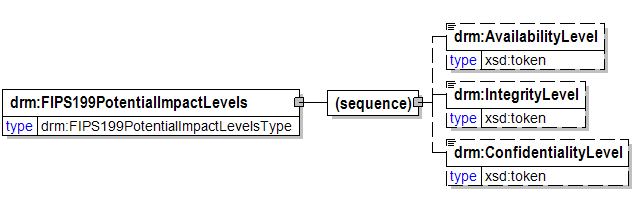 drm:AvailabilityLevel
type xsd:token
drm:FIPS199PotentialImpactLevels
type drm:FIPS199PotentialImpactLevelsType
(sequence)
drm:IntegrityLevel
type xsd:token
drm:ConfidentialityLevel
type xsd:token